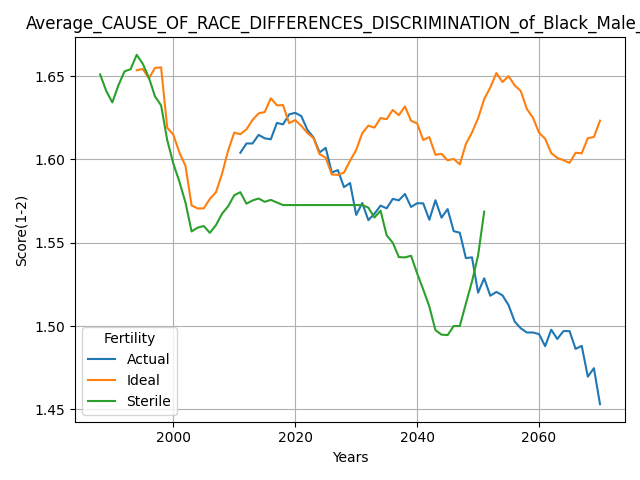 Average_CAUSE_OF_RACE_DIFFERENCES_DISCRIMINATION_of_Black_Male_
1.65
1.60
1.55
1.50
1.45
Score(1-2)
Fertility
Actual
Ideal
Sterile
2000
2020
2040
2060
Years